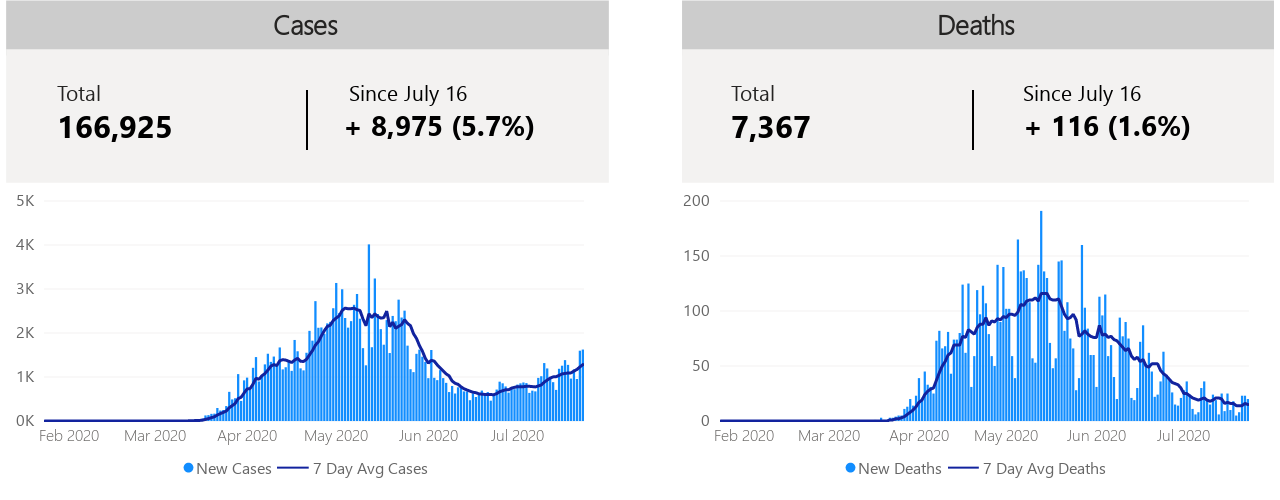 Cases
Total
166,925
Since July 16
+ 8,975 (5.7%)
5K
4K
3K
2K
1K
0K
Feb 2020 Mar 2020 Apr 2020 May 2020 Jun 2020 Jul 2020
New Cases 7 Day Avg Cases
Deaths
Total
7,367
Since July 16
+ 116 (1.6%)
200
150
100
50
0
Feb 2020 Mar 2020 Apr 2020 May 2020 Jun 2020 Jul 2020
New Deaths 7 Day Avg Deaths